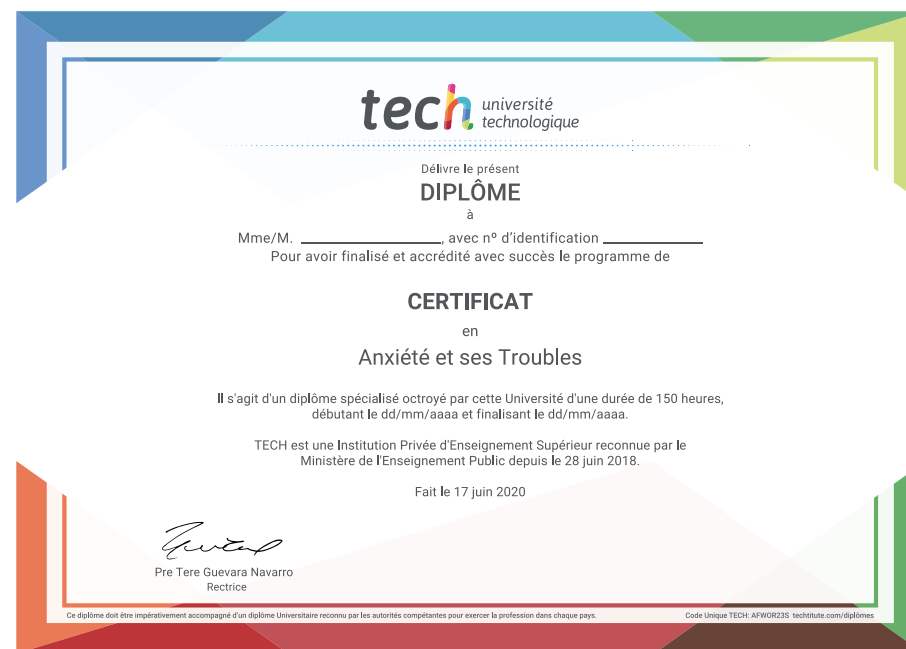 tech université
technologique
Délivre le présent
DIPLÔME
à
Mme/M. ____________________, avec nº d'identification ______________
Pour avoir finalisé et accrédité avec succès le programme de
CERTIFICAT
en
Anxiété et ses Troubles
Il s'agit d'un diplôme spécialisé octroyé par cette Université d'une durée de 150 heures,
débutant le dd/mm/aaaa et finalisant le dd/mm/aaaa.
TECH est une Institution Privée d'Enseignement Supérieur reconnue par le
Ministère de l'Enseignement Public depuis le 28 juin 2018.
Fait le 17 juin 2020
Pre Tere Guevara Navarro
Rectrice
Ce diplôme doit être impérativement accompagné d'un diplôme Universitaire reconnu par les autorités compétantes pour exercer la profession dans chaque pays.
Code Unique TECH: AFWOR23S techtitute.com/diplômes